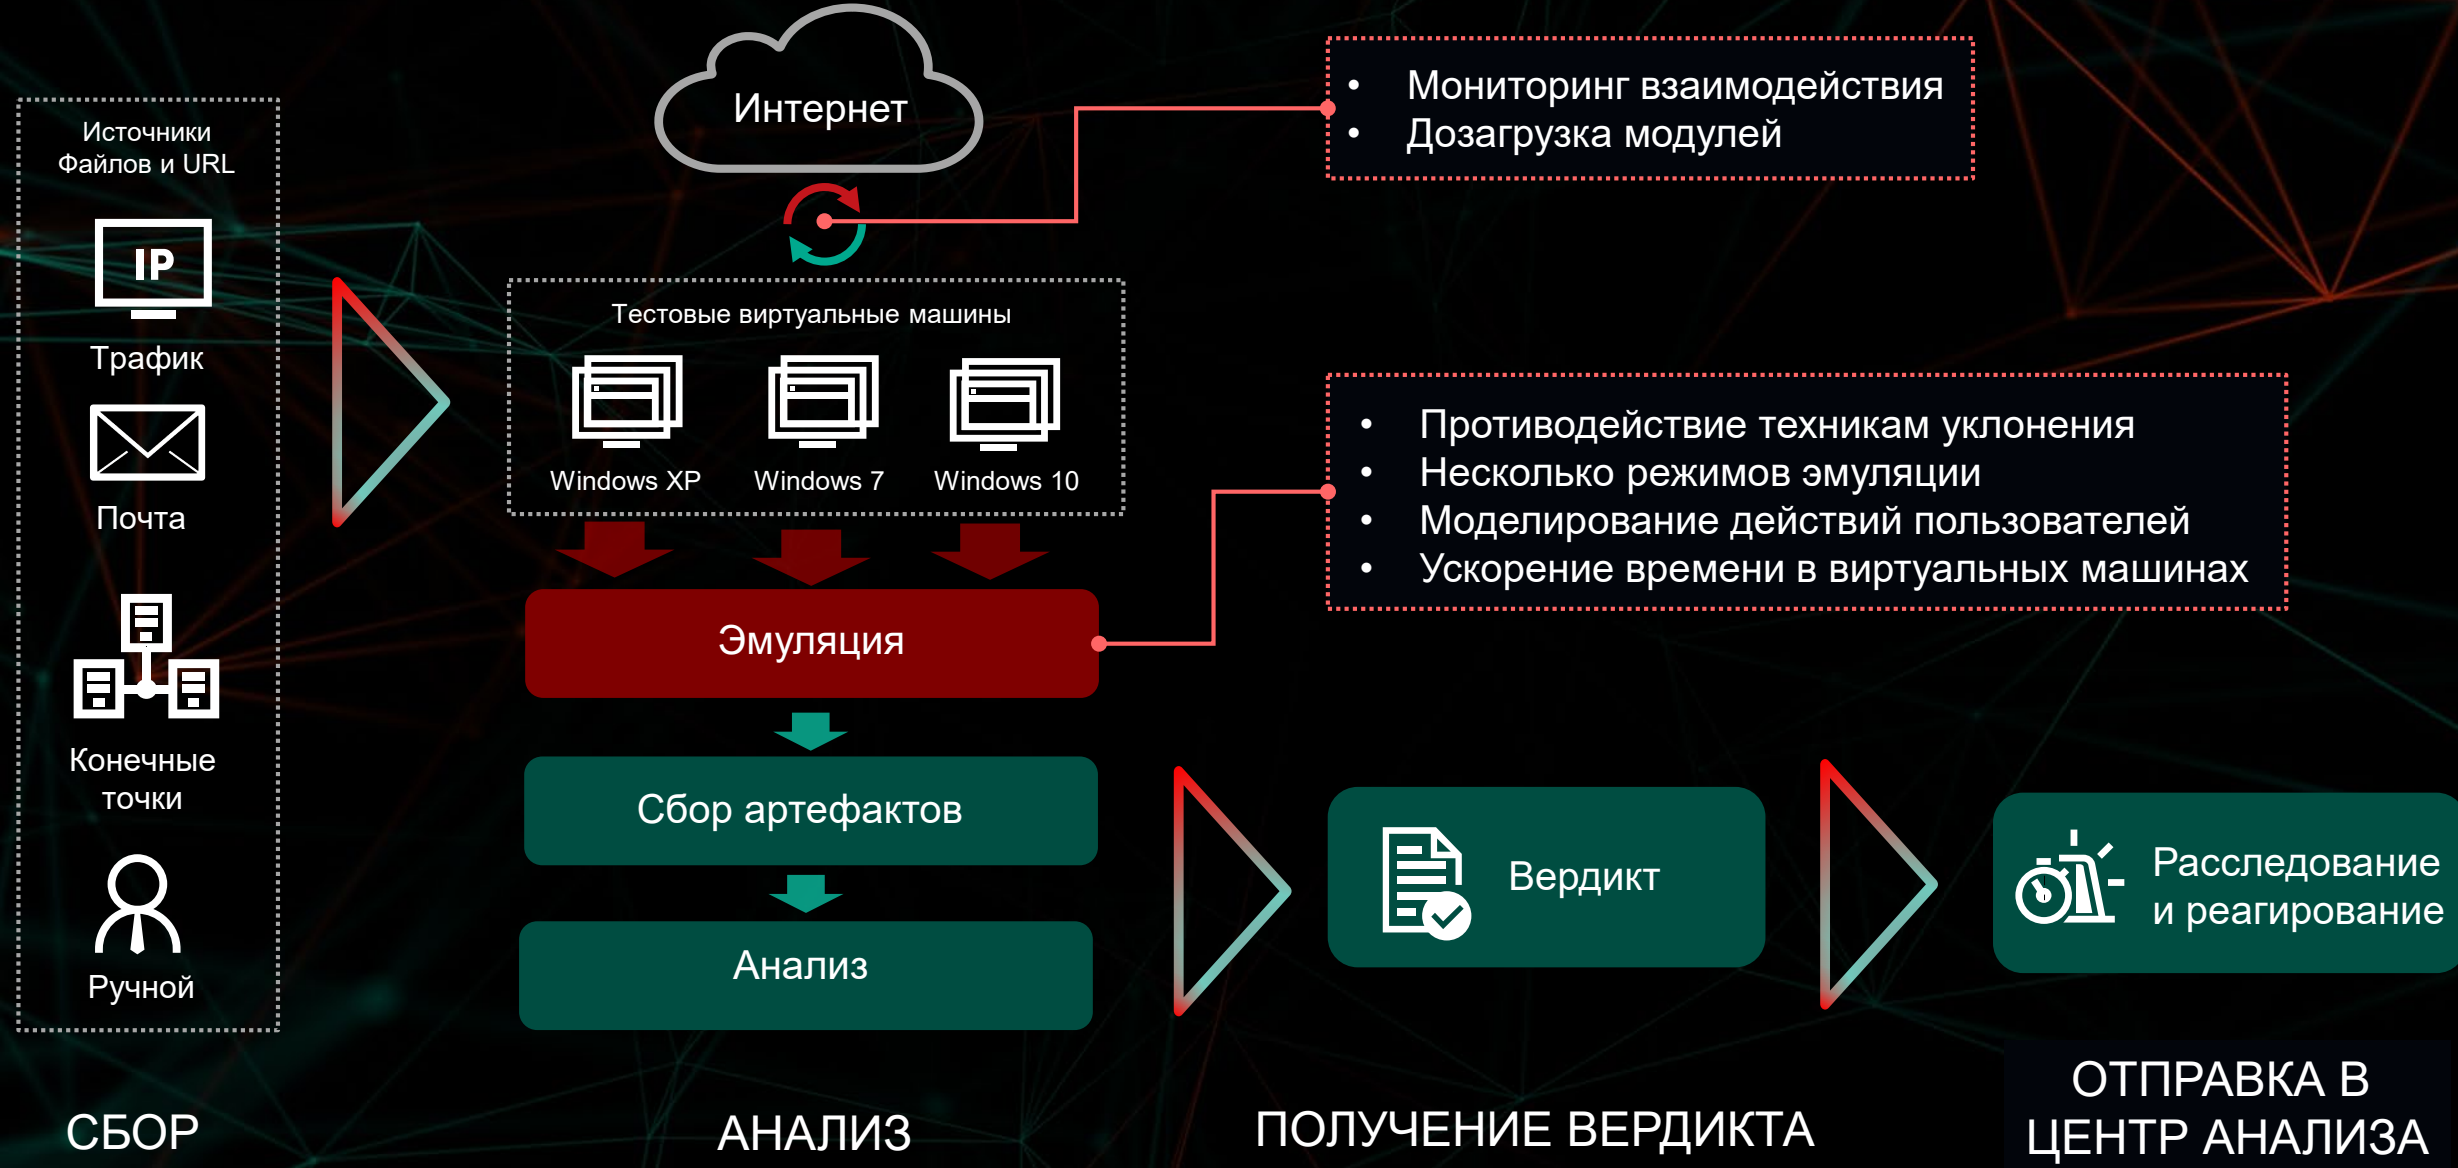 Источники
Файлов и URL
IP
Трафик
Почта
Конечные
точки
Ручной
СБОР
Интернет
Тестовые виртуальные машины
Windows XP
Windows 7
Windows 10
Эмуляция
Сбор артефактов
Анализ
АНАЛИЗ
• Мониторинг взаимодействия
• Дозагрузка модулей
• Противодействие техникам уклонения
• Несколько режимов эмуляции
• Моделирование действий пользователей
• Ускорение времени в виртуальных машинах
Вердикт
ПОЛУЧЕНИЕ ВЕРДИКТА
Расследование
и реагирование
ОТПРАВКА В
ЦЕНТР АНАЛИЗА